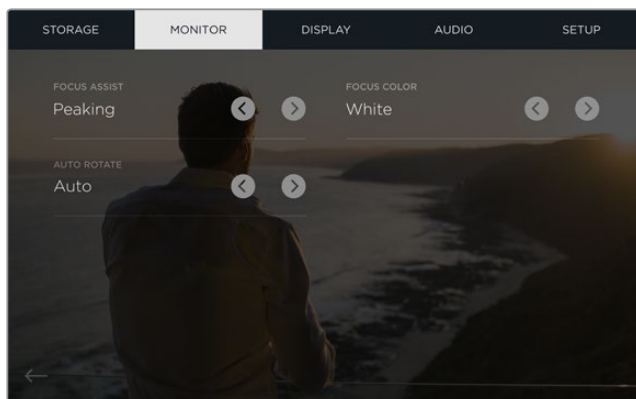 STORAGE MONITOR DISPLAY AUDIO SETUP
FOCUS ASSIST FOCUS COLOR
Peaking White
AUTO ROTATE
Auto